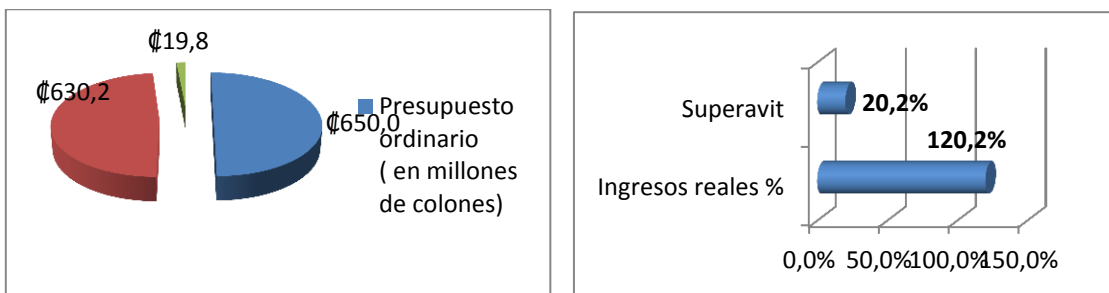 ₡19,8
₡630,2
₡650,0
Presupuesto
ordinario
( en millones
de colones)
Superavit
20,2%
120,2%
Ingresos reales %
0,0%
50,0%
100,0%
150,0%